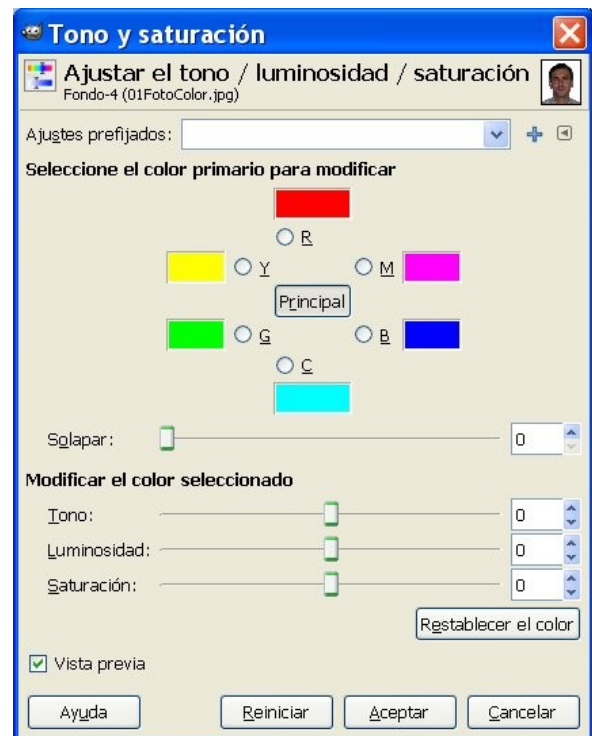 Tono y saturación
Ajustar el tono / luminosidad / saturación
Fondo-4 (01FotoColor.jpg)
Ajustes prefijados:
Seleccione el color primario para modificar
R
Y M
Principal
G B
C
Solapar: 0
Modificar el color seleccionado
Tono: 0
Luminosidad: 0
Saturación: 0
Restablecer el color
Vista previa
Ayuda Reiniciar Aceptar Cancelar